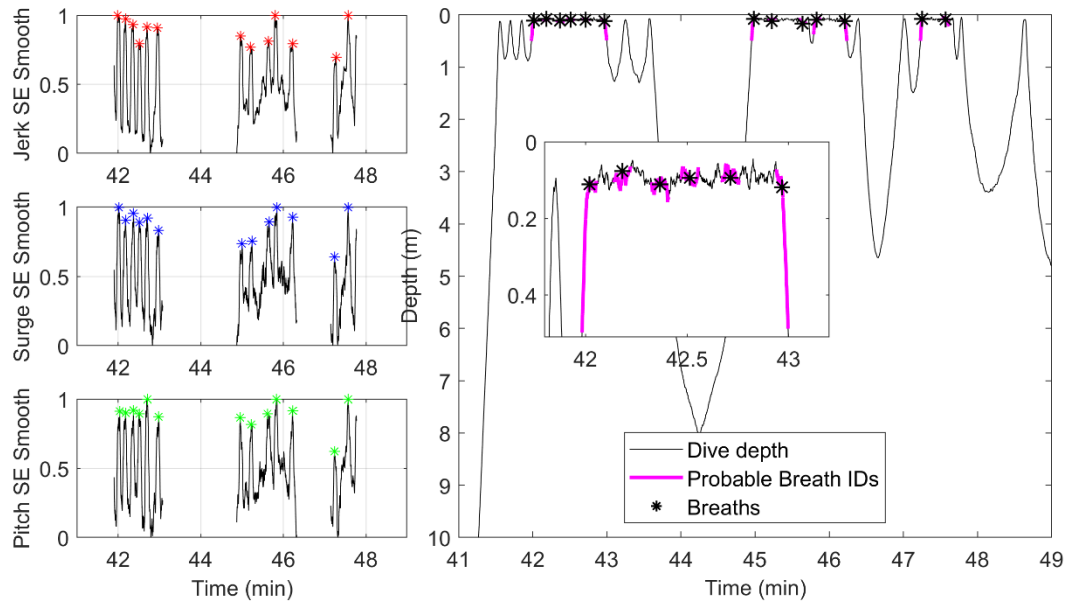 1
0.5
0
42 44 46 48
Jerk SE Smooth
1
0.5
0
42 44 46 48
Surge SE Smooth
1
0.5
0
42 44 46 48
Pitch SE Smooth
Time (min)
0
1
2
3
4
5
6
7
8
9
10
41 42 43 44 45 46 47 48 49
Depth (m)
Time (min)
0
0.2
0.4
42 42.5 43
Dive depth
Probable Breath IDs
Breaths